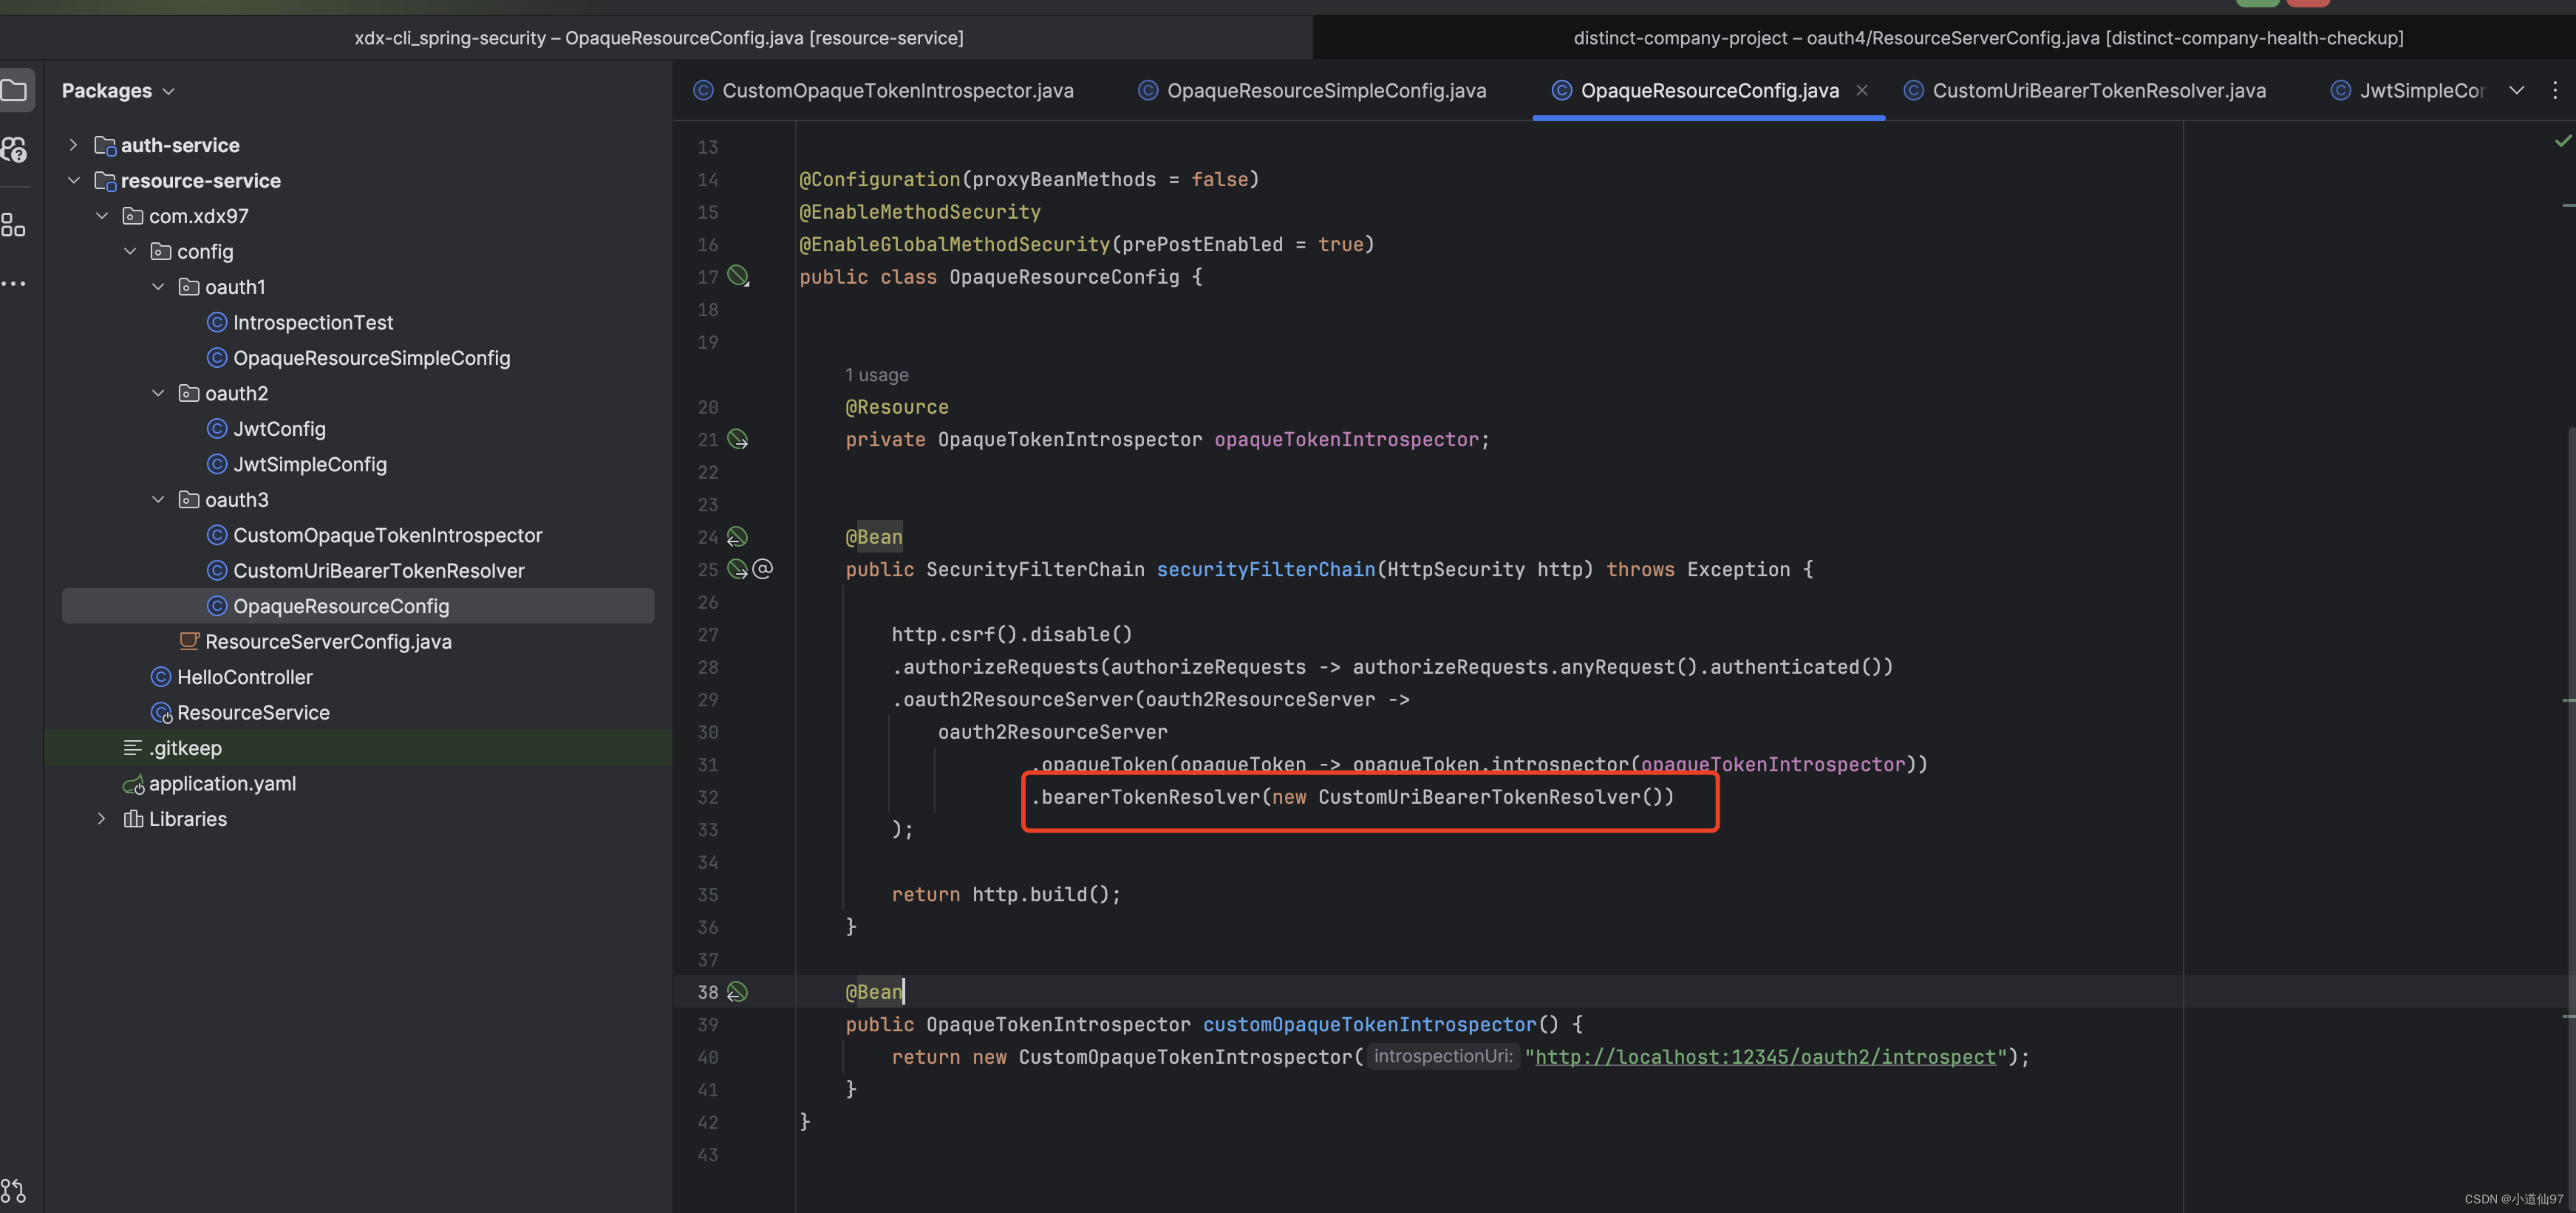 xdx-cli_spring-security – OpaqueResourceConfig.java [resource-service]
distinct-company-project – oauth4/ResourceServerConfig.java [distinct-company-health-checkup]
Packages
auth-service
resource-service
com.xdx97
config
oauth1
IntrospectionTest
OpaqueResourceSimpleConfig
oauth2
JwtConfig
JwtSimpleConfig
oauth3
CustomOpaqueTokenIntrospector
CustomUriBearerTokenResolver
OpaqueResourceConfig
ResourceServerConfig.java
HelloController
ResourceService
.gitkeep
application.yaml
Libraries
CustomOpaqueTokenIntrospector.java
OpaqueResourceSimpleConfig.java
OpaqueResourceConfig.java
CustomUriBearerTokenResolver.java
JwtSimpleCor
13
14 @Configuration(proxyBeanMethods = false)
15 @EnableMethodSecurity
16 @EnableGlobalMethodSecurity(prePostEnabled = true)
17 public class OpaqueResourceConfig {
18
19
1 usage
20 @Resource
21 private OpaqueTokenIntrospector opaqueTokenIntrospector;
22
23
24 @Bean
25 @ public SecurityFilterChain securityFilterChain(HttpSecurity http) throws Exception {
26
27 http.csrf().disable()
28 .authorizeRequests(authorizeRequests -> authorizeRequests.anyRequest().authenticated())
29 .oauth2ResourceServer(oauth2ResourceServer ->
30 oauth2ResourceServer
31 .opaqueToken(opaqueToken -> opaqueToken.introspector(opaqueTokenIntrospector))
32 .bearerTokenResolver(new CustomUriBearerTokenResolver())
33 );
34
35 return http.build();
36 }
37
38 @Bean
39 public OpaqueTokenIntrospector customOpaqueTokenIntrospector() {
40 return new CustomOpaqueTokenIntrospector( introspectionUri: "http://localhost:12345/oauth2/introspect");
41 }
42 }
43
CSDN @小道仙97